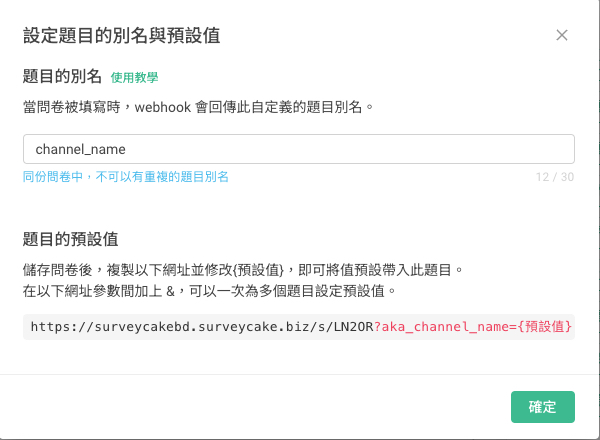 設定題目的別名與預設值
題目的別名 使用教學
當問卷被填寫時，webhook 會回傳此自定義的題目別名。
channel_name
同份問卷中，不可以有重複的題目別名 12 / 30
題目的預設值
儲存問卷後，複製以下網址並修改{預設值}，即可將值預設帶入此題目。
在以下網址參數間加上 &，可以一次為多個題目設定預設值。
https://surveycakebd.surveycake.biz/s/LN2OR?aka_channel_name={預設值}
確定